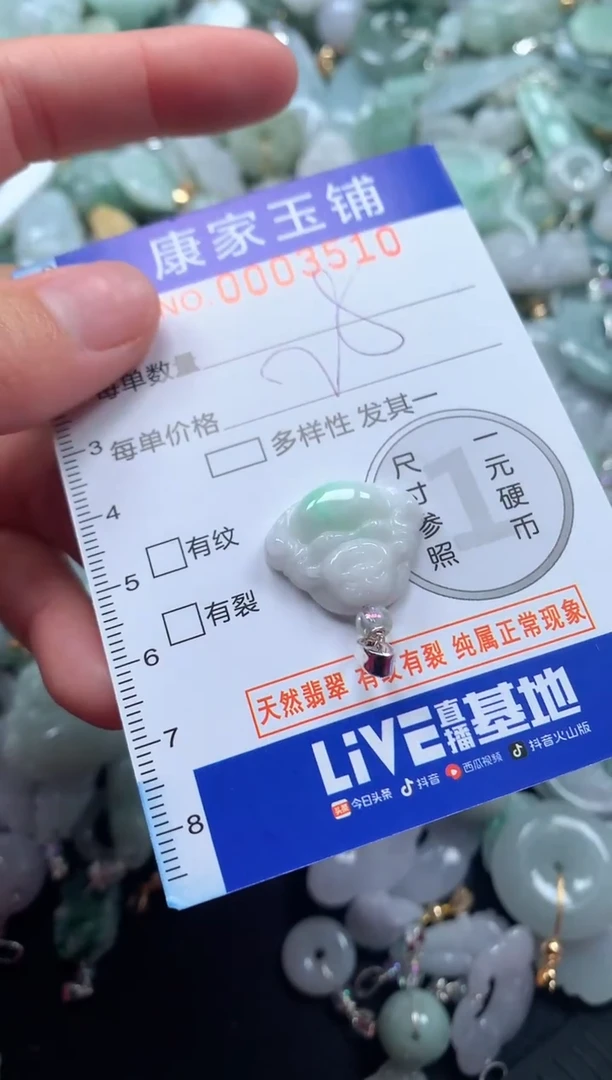 康家玉铺
NO.0003510
每单数量
28
每单价格
多样性 发其一
3
4
5
6
7
8
尺寸参照
1
一元硬币
有纹
有裂
天然翡翠 有纹有裂 纯属正常现象
LiVE直播基地
头条 今日头条 抖音 西瓜视频 抖音火山版